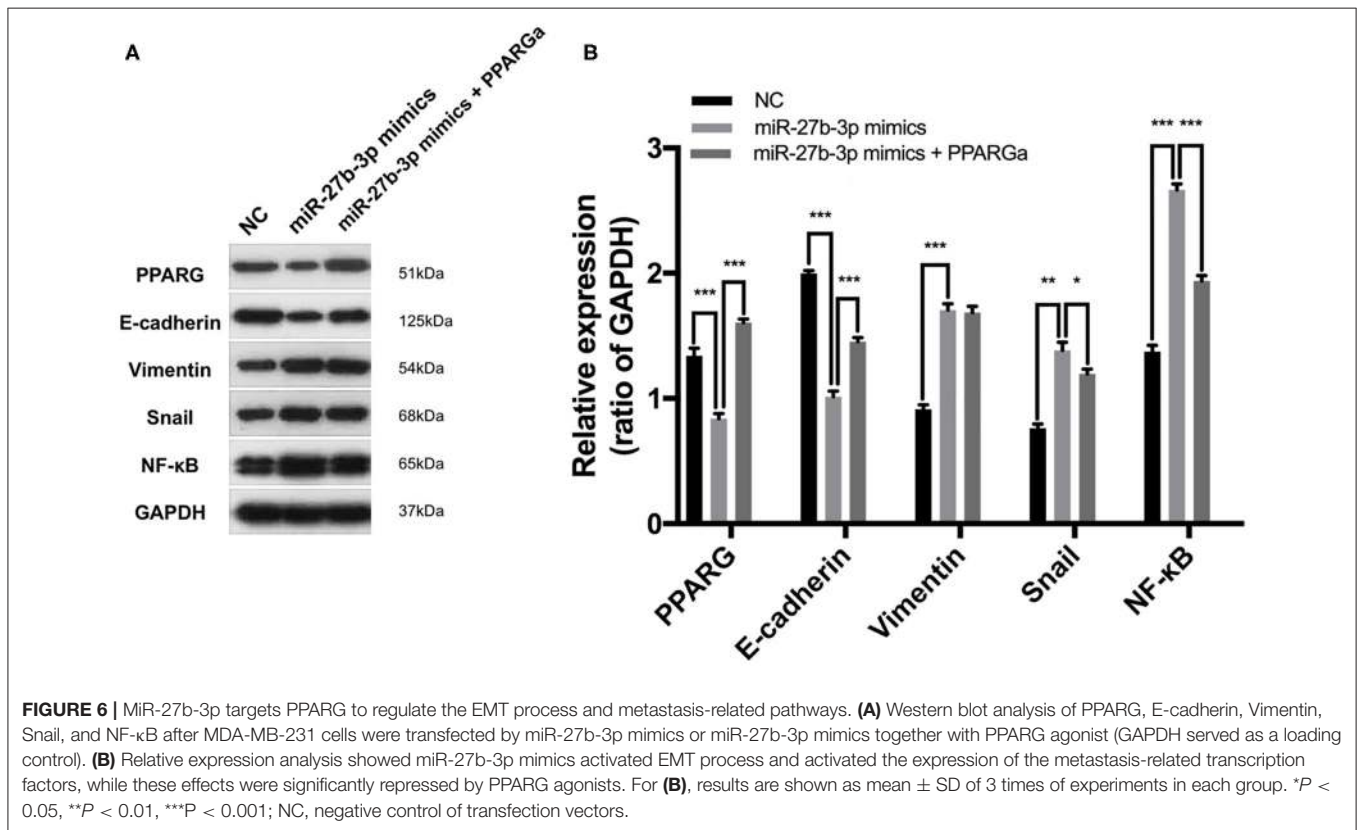 A
NC
miR-27b-3p mimics
miR-27b-3p mimics + PPARGa
PPARG
51kDa
E-cadherin
125kDa
Vimentin
54kDa
Snail
68kDa
NF-κB
65kDa
GAPDH
37kDa
B
NC
miR-27b-3p mimics
miR-27b-3p mimics + PPARGa
Relative expression
(ratio of GAPDH)
3
2
1
0
***
***
***
***
***
**
*
***
***
PPARG
E-cadherin
Vimentin
Snail
NF-κB
FIGURE 6 | MiR-27b-3p targets PPARG to regulate the EMT process and metastasis-related pathways. (A) Western blot analysis of PPARG, E-cadherin, Vimentin,
Snail, and NF-κB after MDA-MB-231 cells were transfected by miR-27b-3p mimics or miR-27b-3p mimics together with PPARG agonist (GAPDH served as a loading
control). (B) Relative expression analysis showed miR-27b-3p mimics activated EMT process and activated the expression of the metastasis-related transcription
factors, while these effects were significantly repressed by PPARG agonists. For (B), results are shown as mean ± SD of 3 times of experiments in each group. *P <
0.05, **P < 0.01, ***P < 0.001; NC, negative control of transfection vectors.